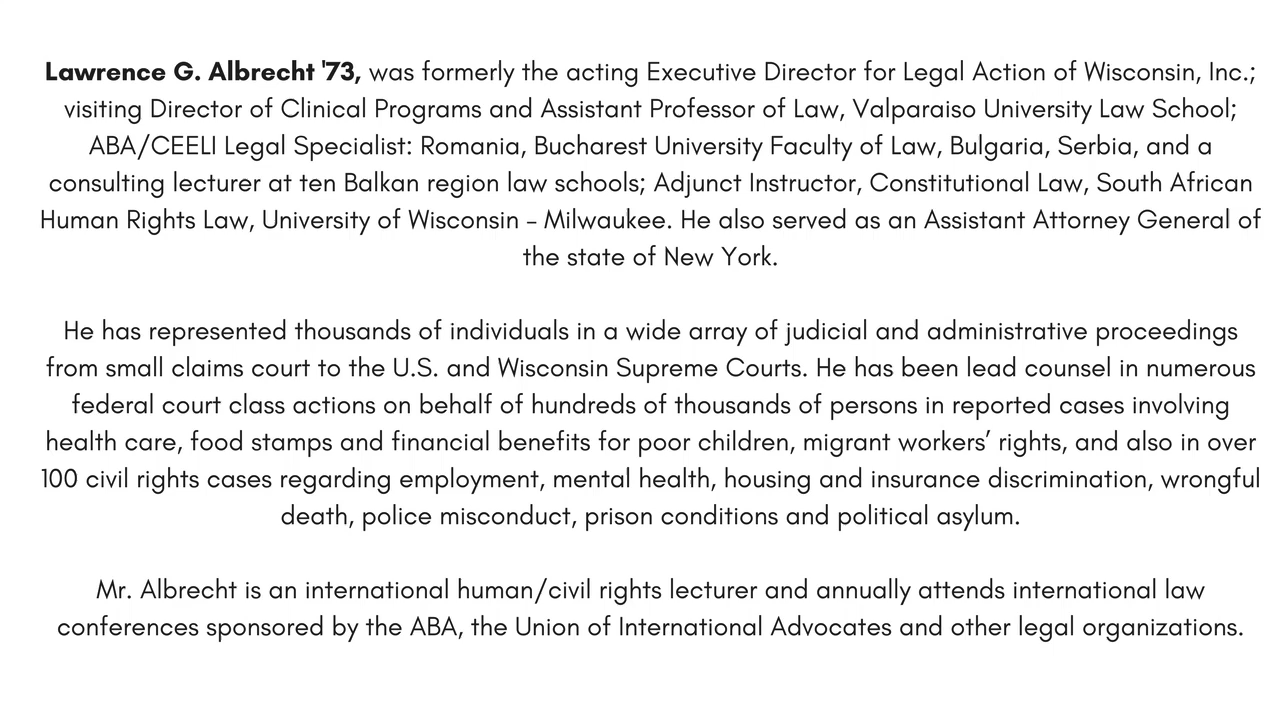 Lawrence G. Albrecht '73, was formerly the acting Executive Director for Legal Action of Wisconsin, Inc.;
visiting Director of Clinical Programs and Assistant Professor of Law, Valparaiso University Law School;
ABA/CEELI Legal Specialist: Romania, Bucharest University Faculty of Law, Bulgaria, Serbia, and a
consulting lecturer at ten Balkan region law schools; Adjunct Instructor, Constitutional Law, South African
Human Rights Law, University of Wisconsin – Milwaukee. He also served as an Assistant Attorney General of
the state of New York.
He has represented thousands of individuals in a wide array of judicial and administrative proceedings
from small claims court to the U.S. and Wisconsin Supreme Courts. He has been lead counsel in numerous
federal court class actions on behalf of hundreds of thousands of persons in reported cases involving
health care, food stamps and financial benefits for poor children, migrant workers’ rights, and also in over
100 civil rights cases regarding employment, mental health, housing and insurance discrimination, wrongful
death, police misconduct, prison conditions and political asylum.
Mr. Albrecht is an international human/civil rights lecturer and annually attends international law
conferences sponsored by the ABA, the Union of International Advocates and other legal organizations.